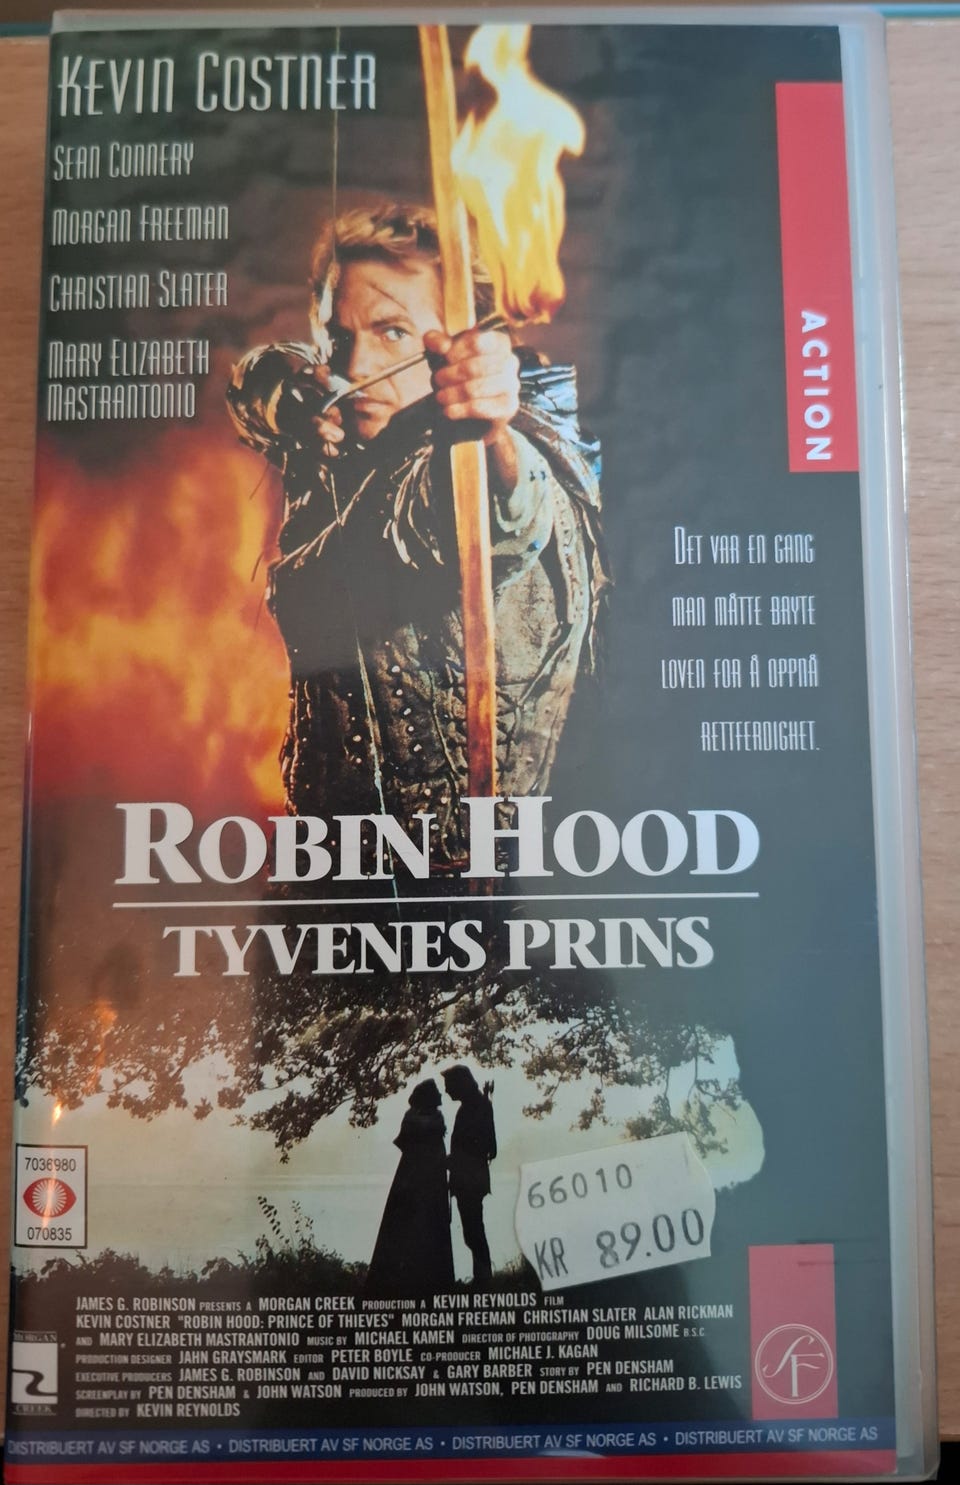 KEVIN COSTNER
SEAN CONNERY
MORGAN FREEMAN
CHRISTIAN SLATER
MARY ELIZABETH
MASTRANTONIO
ACTION
DET VAR EN GANG
MAN MÅTTE BRYTE
LOVEN FOR Å OPPNÅ
RETTFERDIGHET.
ROBIN HOOD
TYVENES PRINS
7036980
070835
66010
KR 89.00
JAMES G. ROBINSON PRESENTS A MORGAN CREEK PRODUCTION A KEVIN REYNOLDS FILM
KEVIN COSTNER "ROBIN HOOD: PRINCE OF THIEVES" MORGAN FREEMAN CHRISTIAN SLATER ALAN RICKMAN
AND MARY ELIZABETH MASTRANTONIO MUSIC BY MICHAEL KAMEN DIRECTOR OF PHOTOGRAPHY DOUG MILSOME B.S.C.
PRODUCTION DESIGNER JAHN GRAYSMARK EDITOR PETER BOYLE CO-PRODUCER MICHALE J. KAGAN
EXECUTIVE PRODUCERS JAMES G. ROBINSON AND DAVID NICKSAY & GARY BARBER STORY BY PEN DENSHAM
SCREENPLAY BY PEN DENSHAM & JOHN WATSON PRODUCED BY JOHN WATSON, PEN DENSHAM AND RICHARD B. LEWIS
DIRECTED BY KEVIN REYNOLDS
MORGAN
CREEK
SF
DISTRIBUERT AV SF NORGE AS • DISTRIBUERT AV SF NORGE AS • DISTRIBUERT AV SF NORGE AS • DISTRIBUERT AV SF NORGE AS